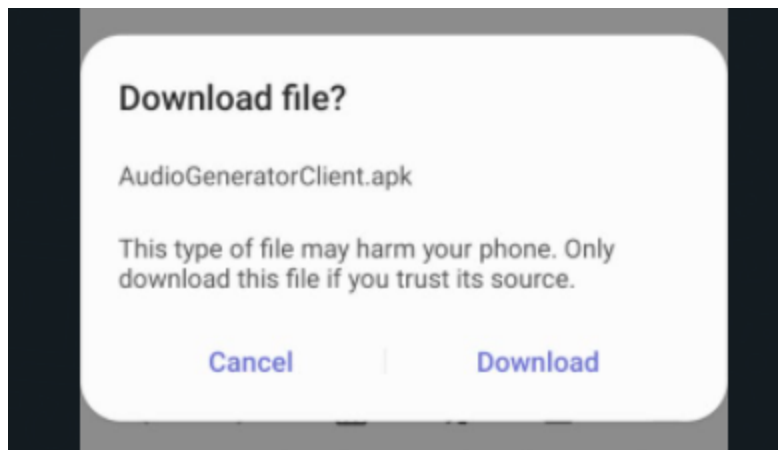 Download file?
AudioGeneratorClient.apk
This type of file may harm your phone. Only
download this file if you trust its source.
Cancel
Download